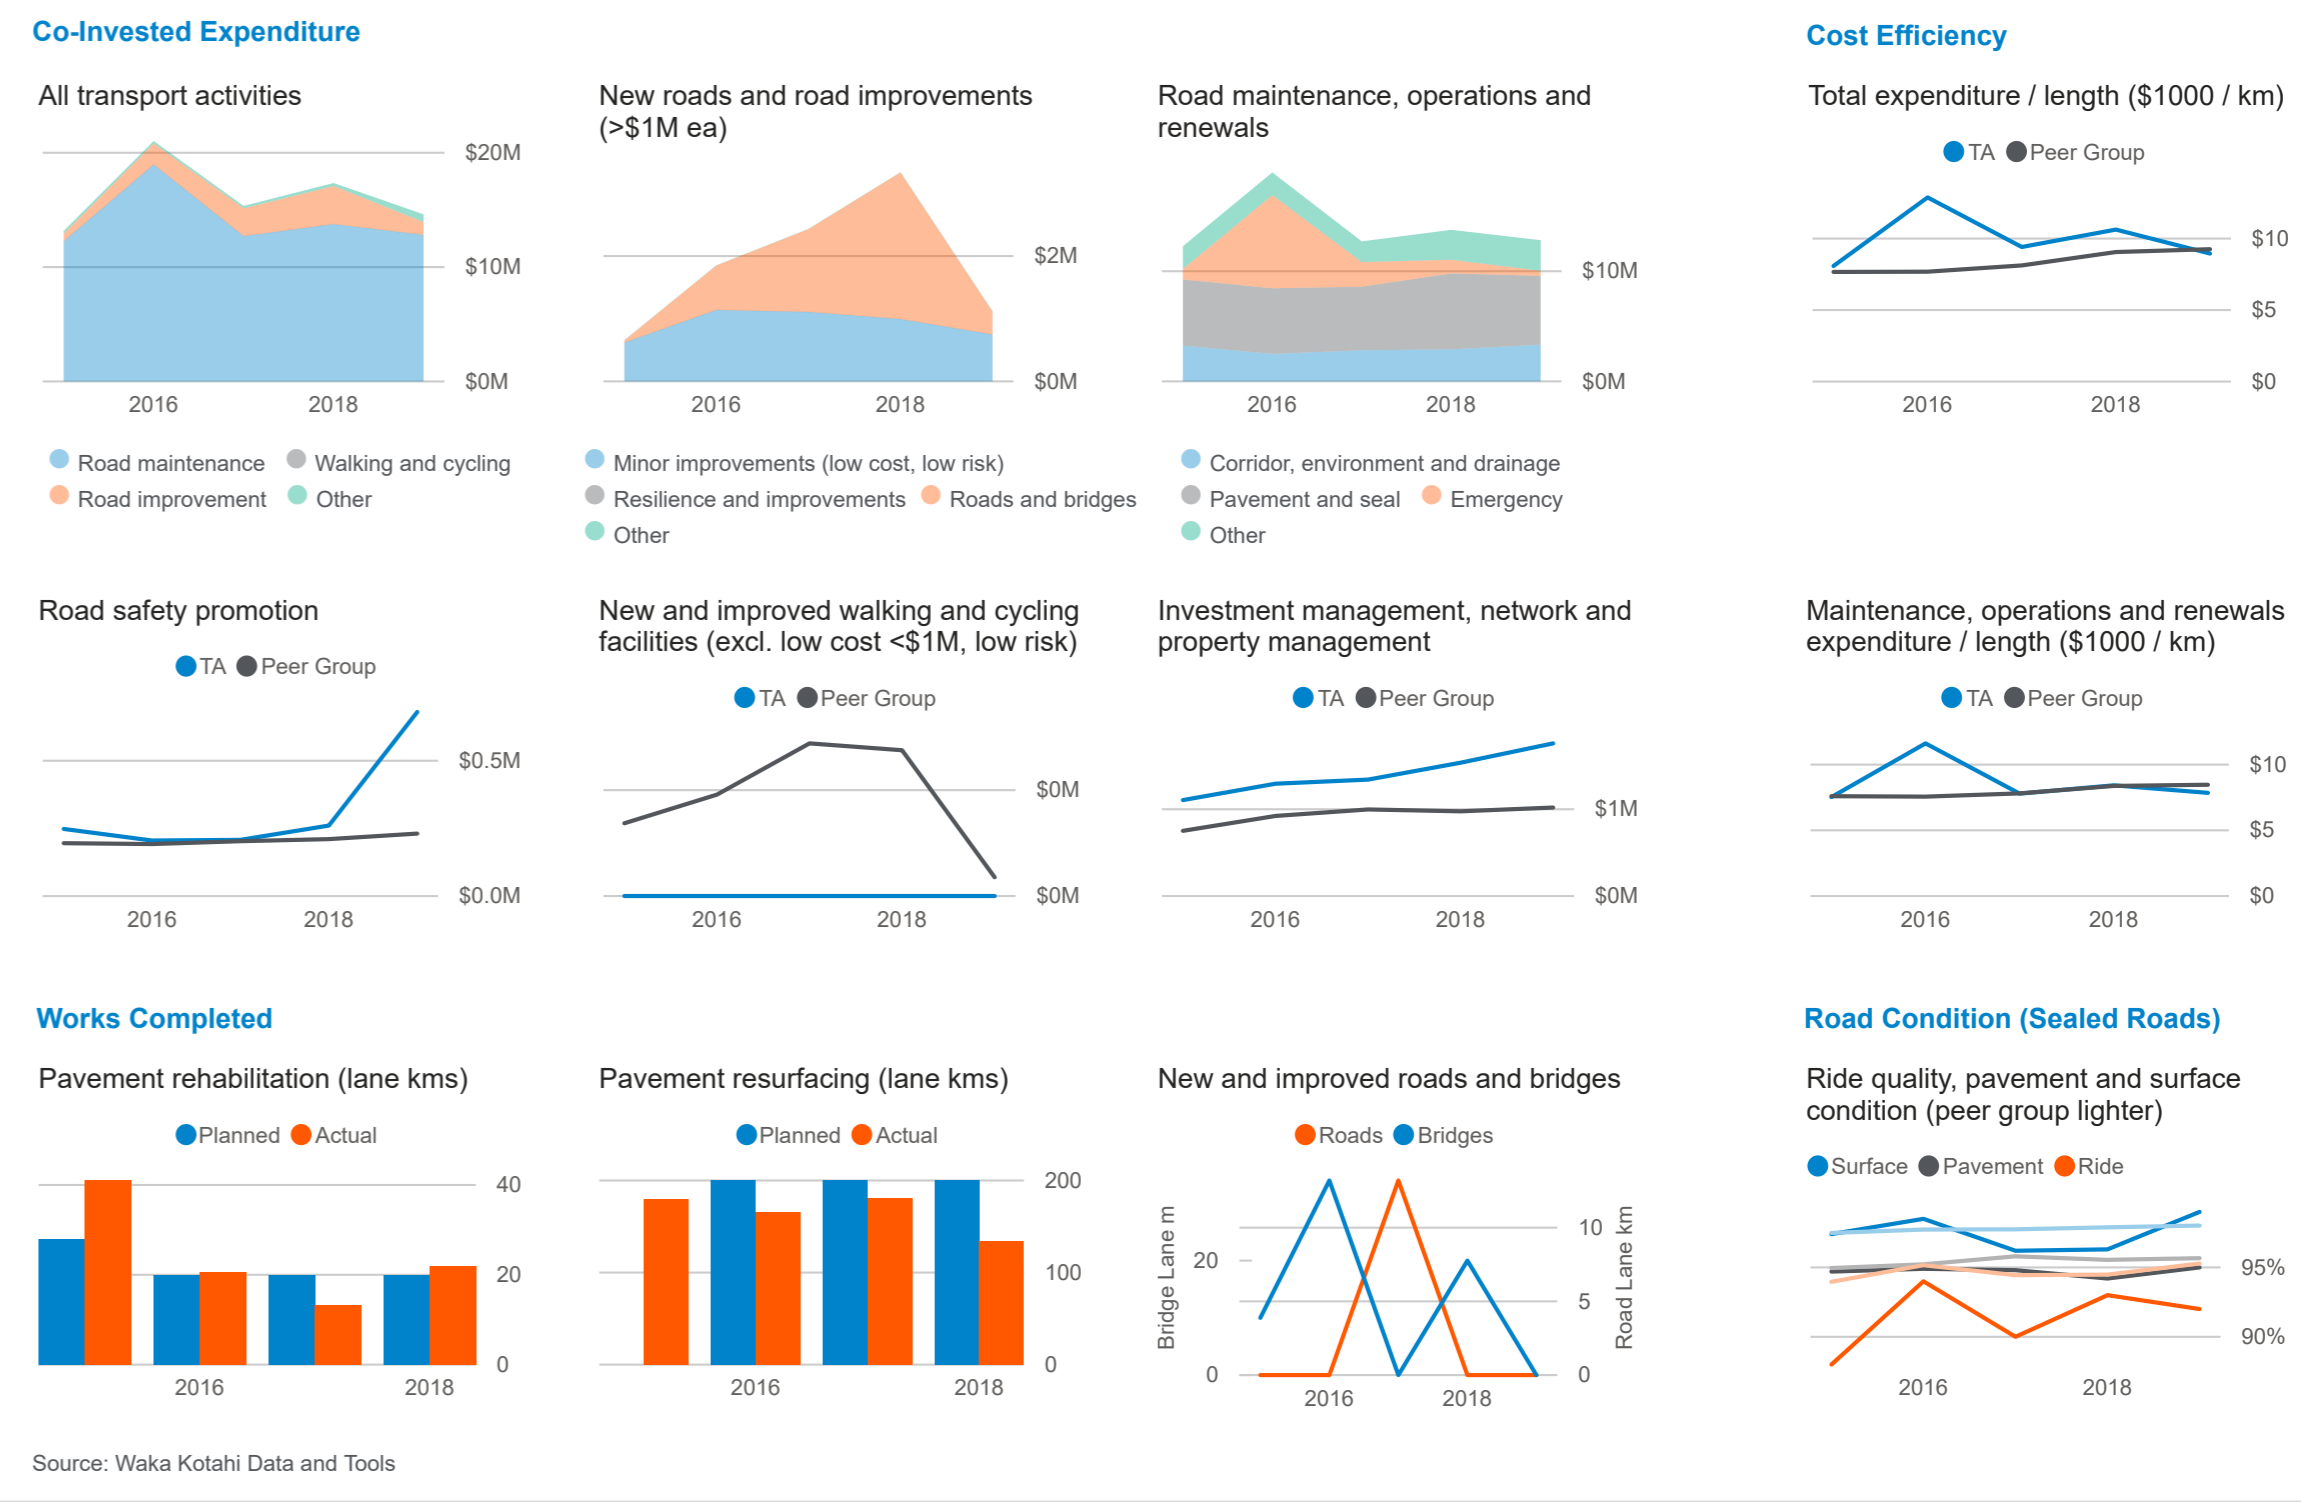 Co-Invested Expenditure
Cost Efficiency
All transport activities
$20M
$10M
$0M
2016 2018
Road maintenance Walking and cycling
Road improvement Other
New roads and road improvements
(>$1M ea)
$2M
$0M
2016 2018
Minor improvements (low cost, low risk)
Resilience and improvements Roads and bridges
Other
Road maintenance, operations and
renewals
$10M
$0M
2016 2018
Corridor, environment and drainage
Pavement and seal Emergency
Other
Total expenditure / length ($1000 / km)
TA Peer Group
$10
$5
$0
2016 2018
Road safety promotion
TA Peer Group
$0.5M
$0.0M
2016 2018
New and improved walking and cycling
facilities (excl. low cost <$1M, low risk)
TA Peer Group
$0M
$0M
2016 2018
Investment management, network and
property management
TA Peer Group
$1M
$0M
2016 2018
Maintenance, operations and renewals
expenditure / length ($1000 / km)
TA Peer Group
$10
$5
$0
2016 2018
Works Completed
Road Condition (Sealed Roads)
Pavement rehabilitation (lane kms)
Planned Actual
40
20
0
2016 2018
Pavement resurfacing (lane kms)
Planned Actual
200
100
0
2016 2018
New and improved roads and bridges
Roads Bridges
Bridge Lane m
20
0
10
5
0
Road Lane km
2016 2018
Ride quality, pavement and surface
condition (peer group lighter)
Surface Pavement Ride
95%
90%
2016 2018
Source: Waka Kotahi Data and Tools